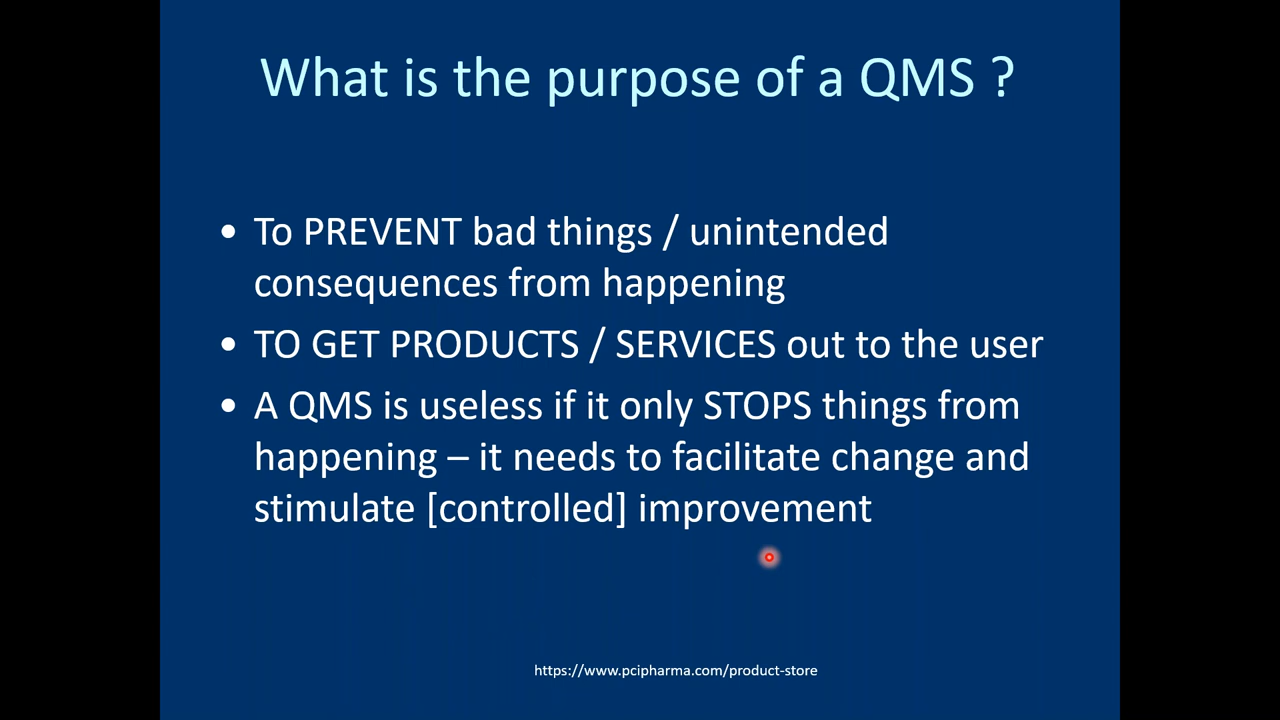 What is the purpose of a QMS ?
• To PREVENT bad things / unintended
consequences from happening
• TO GET PRODUCTS / SERVICES out to the user
• A QMS is useless if it only STOPS things from
happening – it needs to facilitate change and
stimulate [controlled] improvement
https://www.pcipharma.com/product-store